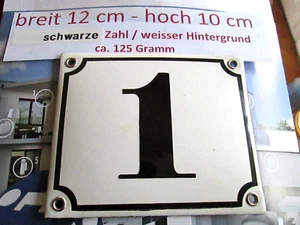 breit 12 cm - hoch 10 cm
schwarze Zahl / weisser Hintergrund
ca. 125 Gramm
1